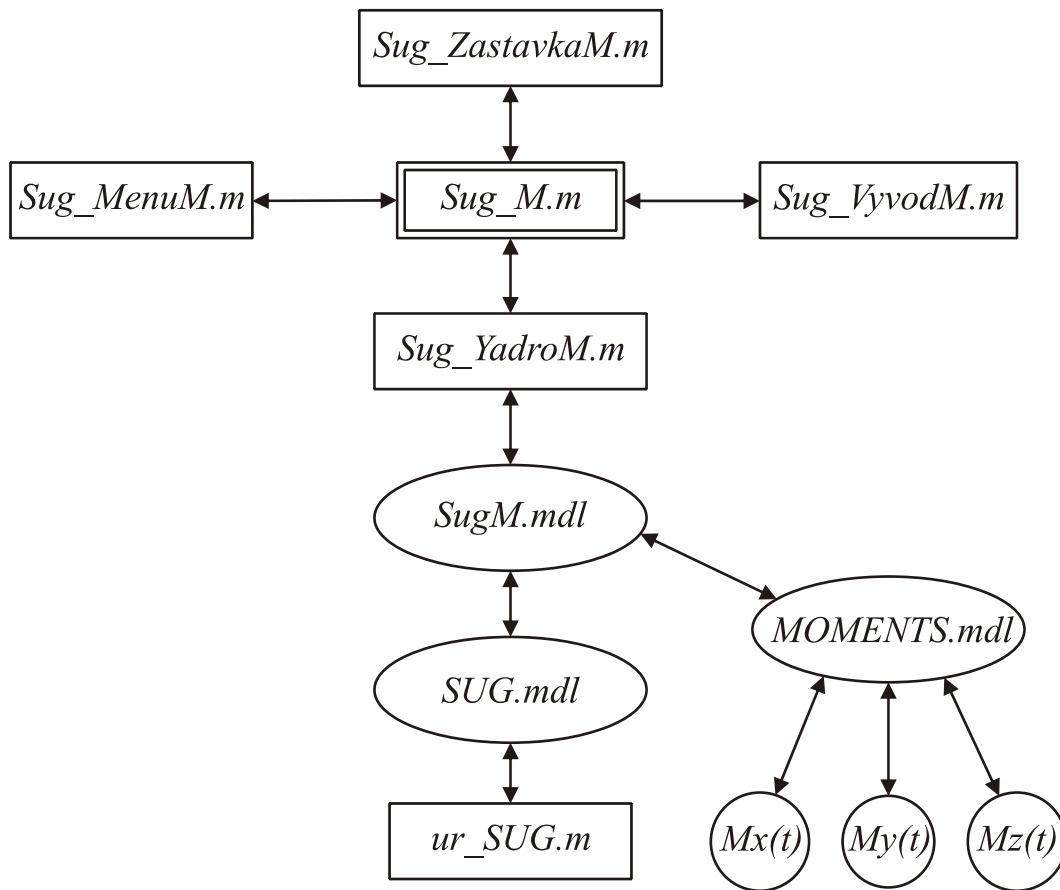 Sug_ZastavkaM.m
Sug_MenuM.m
Sug_M.m
Sug_VyvodM.m
Sug_YadroM.m
SugM.mdl
MOMENTS.mdl
SUG.mdl
ur_SUG.m
Mx(t)
My(t)
Mz(t)